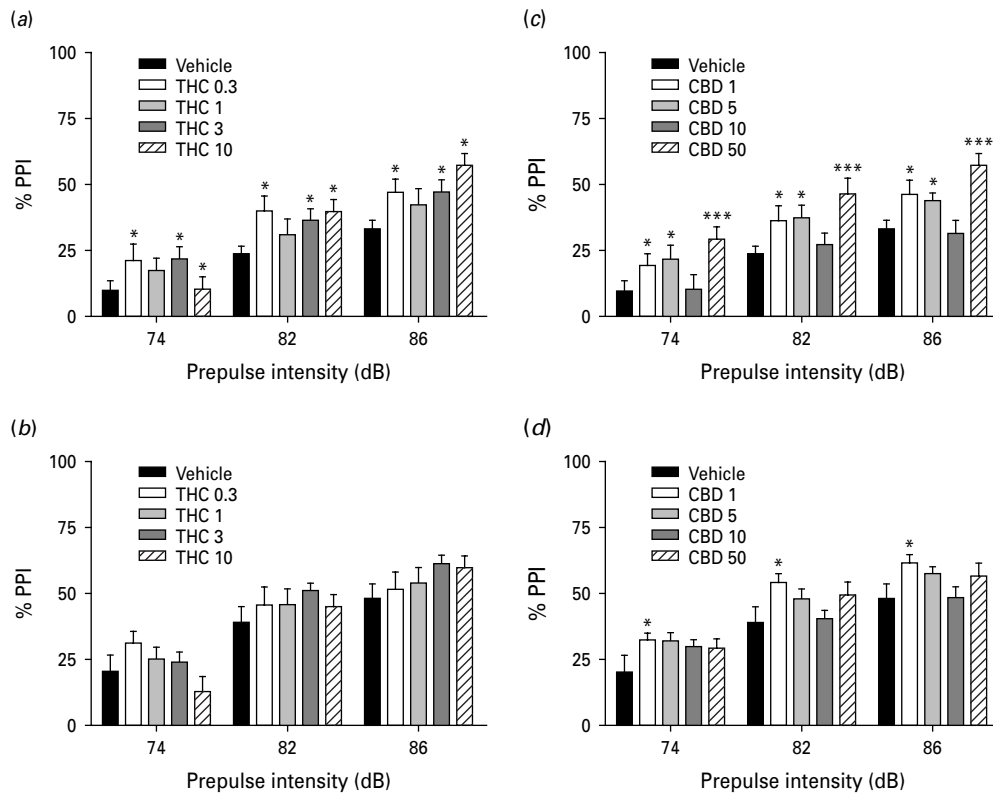 (a)
100
75
50
25
0
% PPI
Vehicle
THC 0.3
THC 1
THC 3
THC 10
* * *
* * *
* * *
74 82 86
Prepulse intensity (dB)
(c)
100
75
50
25
0
% PPI
Vehicle
CBD 1
CBD 5
CBD 10
CBD 50
* * ***
* * ***
* * ***
74 82 86
Prepulse intensity (dB)
(b)
100
75
50
25
0
% PPI
Vehicle
THC 0.3
THC 1
THC 3
THC 10
74 82 86
Prepulse intensity (dB)
(d)
100
75
50
25
0
% PPI
Vehicle
CBD 1
CBD 5
CBD 10
CBD 50
*
*
*
74 82 86
Prepulse intensity (dB)